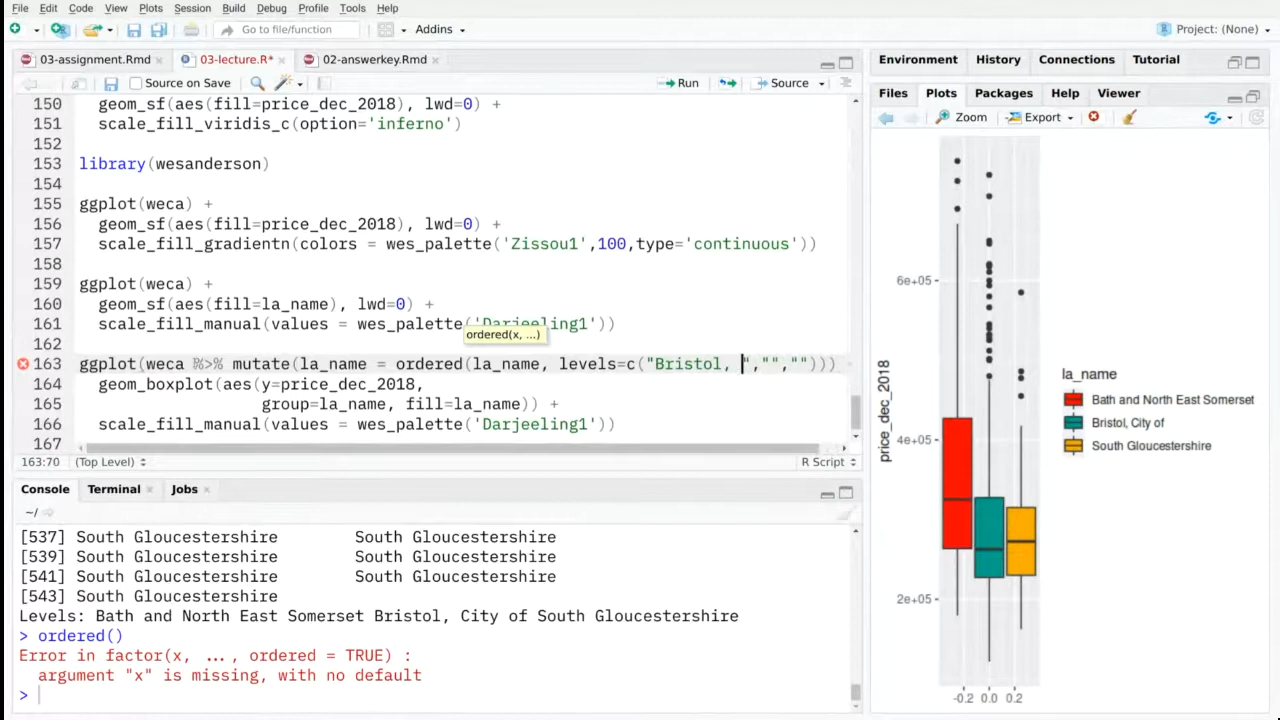 File Edit Code View Plots Session Build Debug Profile Tools Help
Go to file/function Addins Project: (None)
03-assignment.Rmd 03-lecture.R* 02-answerkey.Rmd
Source on Save Run Source
150 geom_sf(aes(fill=price_dec_2018), lwd=0) +
151 scale_fill_viridis_c(option='inferno')
152
153 library(wesanderson)
154
155 ggplot(weca) +
156 geom_sf(aes(fill=price_dec_2018), lwd=0) +
157 scale_fill_gradientn(colors = wes_palette('Zissou1',100,type='continuous'))
158
159 ggplot(weca) +
160 geom_sf(aes(fill=la_name), lwd=0) +
161 scale_fill_manual(values = wes_palette('Darjeeling1'))
ordered(x, ...)
162
163 ggplot(weca %>% mutate(la_name = ordered(la_name, levels=c("Bristol, ","","")))
164 geom_boxplot(aes(y=price_dec_2018,
165 group=la_name, fill=la_name)) +
166 scale_fill_manual(values = wes_palette('Darjeeling1'))
167
163:70 (Top Level) R Script
Console Terminal Jobs
~/
[537] South Gloucestershire South Gloucestershire
[539] South Gloucestershire South Gloucestershire
[541] South Gloucestershire South Gloucestershire
[543] South Gloucestershire
Levels: Bath and North East Somerset Bristol, City of South Gloucestershire
> ordered()
Error in factor(x, ..., ordered = TRUE) :
argument "x" is missing, with no default
>
Environment History Connections Tutorial
Files Plots Packages Help Viewer
Zoom Export
6e+05
4e+05
2e+05
price_dec_2018
-0.2 0.0 0.2
la_name
Bath and North East Somerset
Bristol, City of
South Gloucestershire